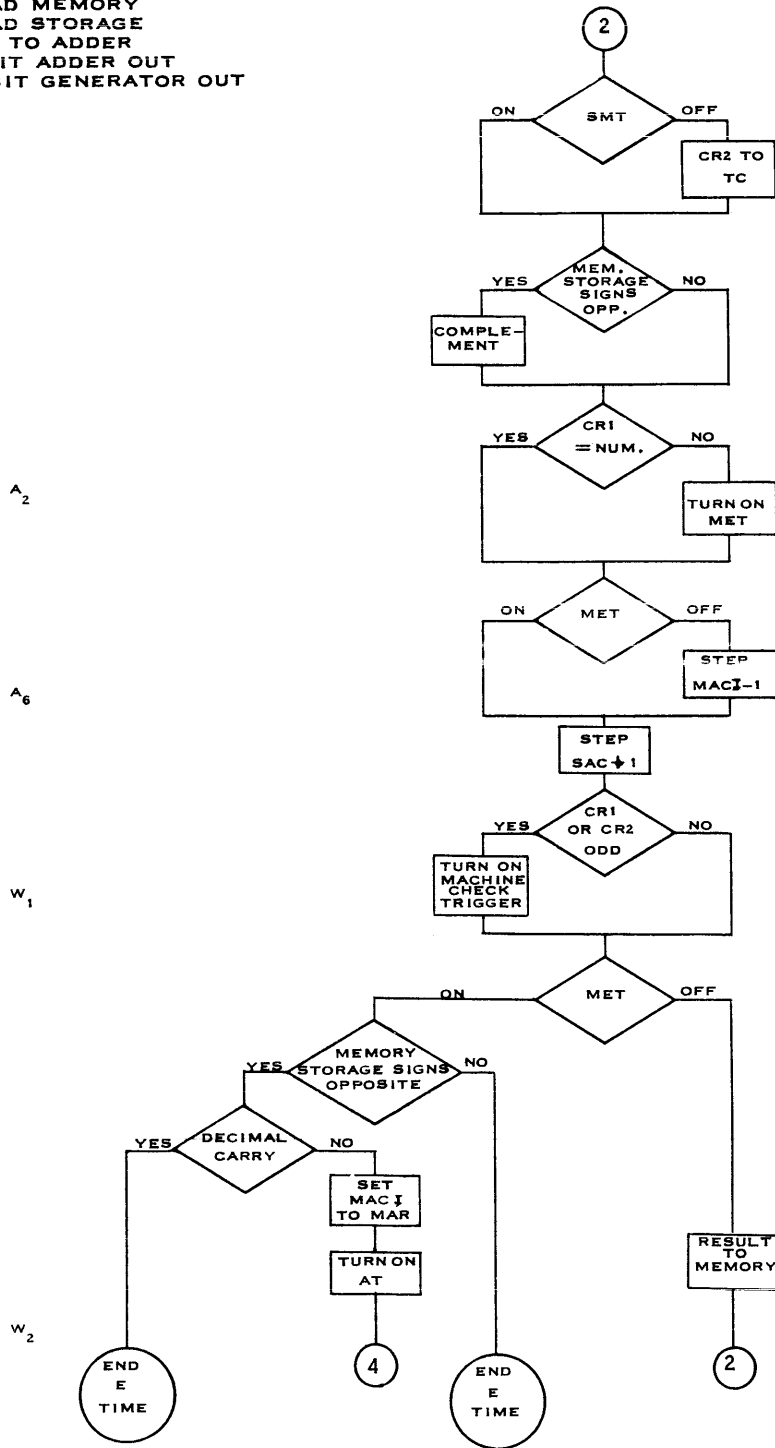 AD MEMORY
AD STORAGE
TO ADDER
IT ADDER OUT
BIT GENERATOR OUT
2
SMT
ON
OFF
CR2 TO
TC
MEM.
STORAGE
SIGNS
OPP.
YES
NO
COMPLE-
MENT
CR1
=NUM.
YES
NO
A2
TURN ON
MET
MET
ON
OFF
STEP
MACI-1
A6
STEP
SAC+1
CR1
OR CR2
ODD
YES
NO
TURN ON
MACHINE
CHECK
TRIGGER
W1
MET
ON
OFF
MEMORY
STORAGE SIGNS
OPPOSITE
YES
NO
DECIMAL
CARRY
YES
NO
SET
MAC I
TO MAR
RESULT
TO
MEMORY
TURN ON
AT
W2
END
E
TIME
4
END
E
TIME
2